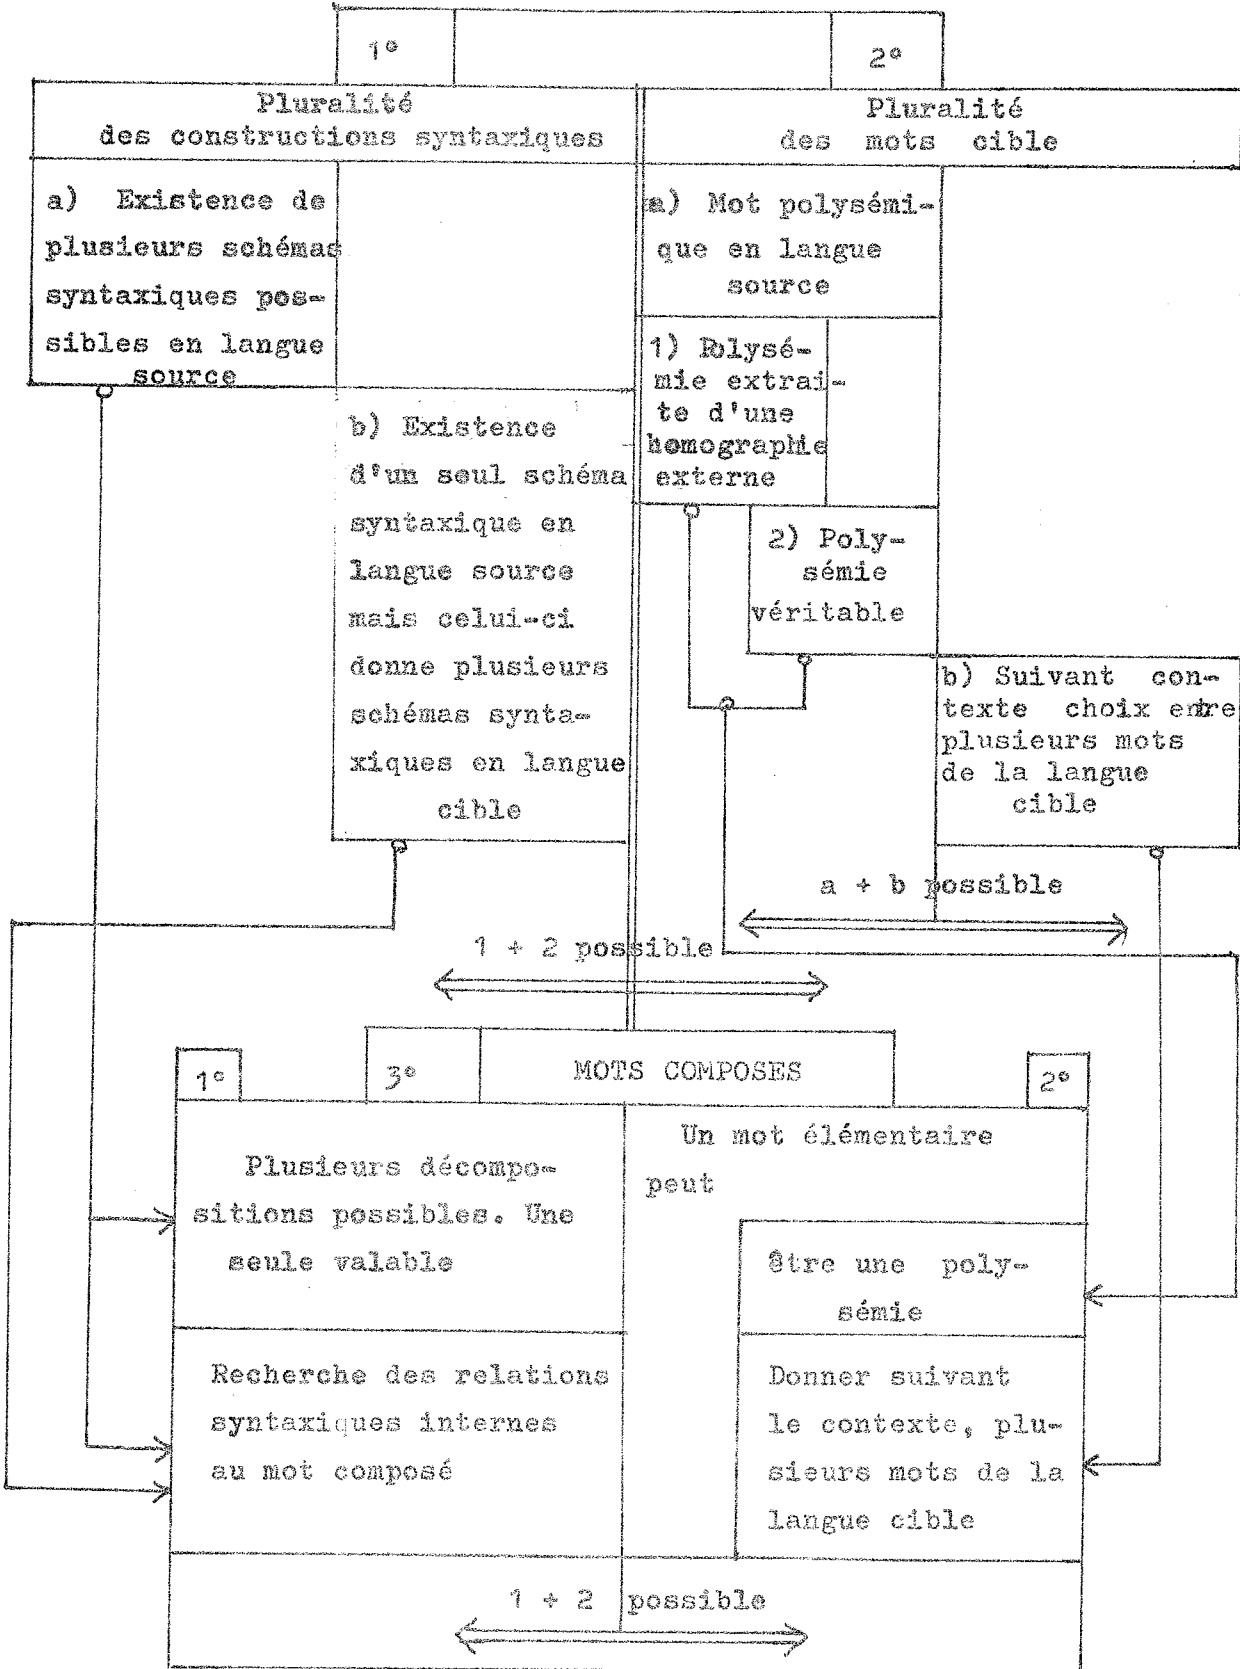 1°
2°
Pluralité
des constructions syntaxiques
Pluralité
des mots cible
a) Existence de
plusieurs schémas
syntaxiques pos-
sibles en langue
source
b) Existence
d'un seul schéma
syntaxique en
langue source
mais celui-ci
donne plusieurs
schémas synta-
xiques en langue
cible
a) Mot polysémi-
que en langue
source
1) Polysé-
mie extrai-
te d'une
homographie
externe
2) Poly-
sémie
véritable
b) Suivant con-
texte choix entre
plusieurs mots
de la langue
cible
a + b possible
1 + 2 possible
1°
3°
MOTS COMPOSES
2°
Plusieurs décompo-
sitions possibles. Une
seule valable
Recherche des relations
syntaxiques internes
au mot composé
Un mot élémentaire
peut
être une poly-
sémie
Donner suivant
le contexte, plu-
sieurs mots de la
langue cible
1 + 2 possible